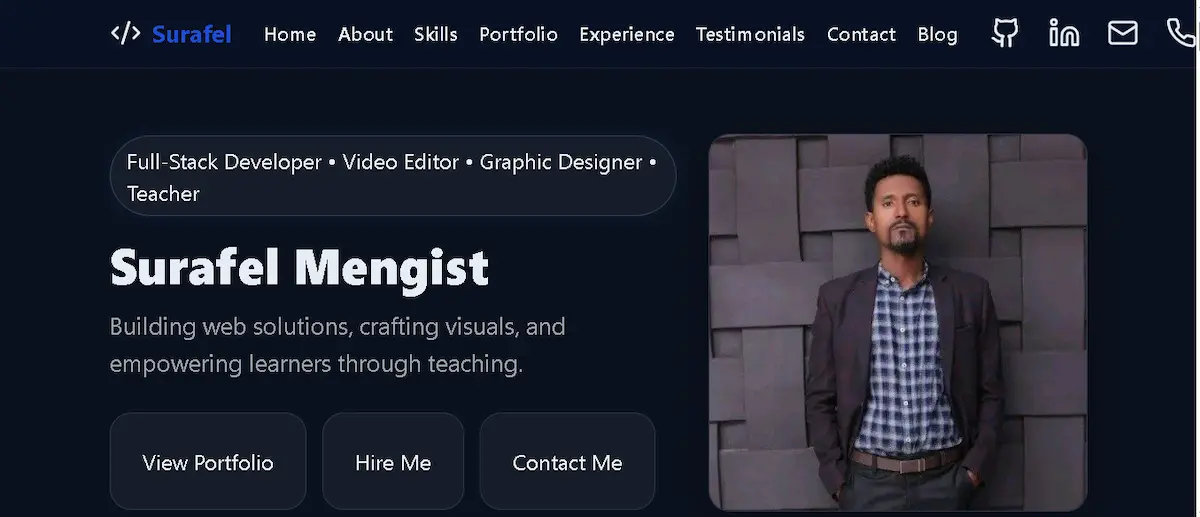 </> Surafel Home About Skills Portfolio Experience Testimonials Contact Blog
Full-Stack Developer • Video Editor • Graphic Designer •
Teacher
Surafel Mengist
Building web solutions, crafting visuals, and
empowering learners through teaching.
View Portfolio Hire Me Contact Me